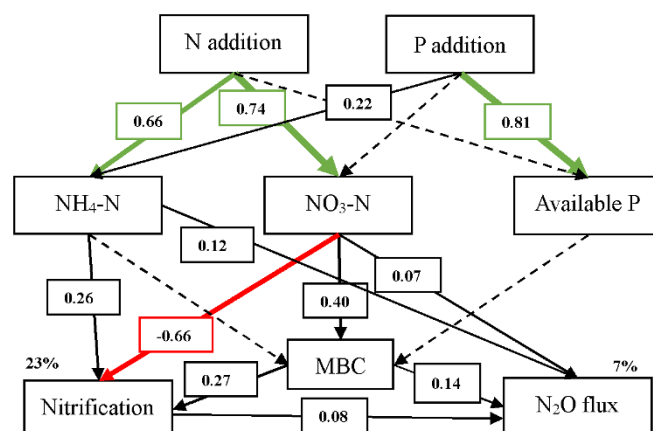 N addition
P addition
0.66
0.74
0.22
0.81
NH₄-N
NO₃-N
Available P
0.12
0.07
0.26
0.40
-0.66
23%
MBC
7%
0.27
0.14
Nitrification
0.08
N₂O flux